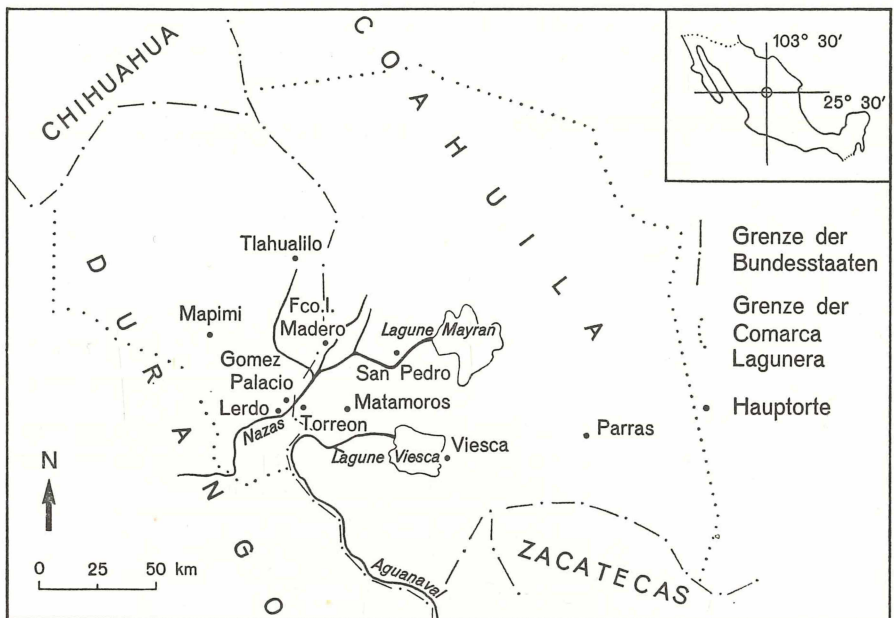 CHIHUAHUA
COAHUILA
DURANGO
ZACATECAS
103° 30'
25° 30'
Tlahualilo
Fco.I.
Madero
Mapimi
Lagune Mayran
Gomez
Palacio
San Pedro
Lerdo
Matamoros
Nazas
Torreon
Parras
Lagune Viesca
Viesca
Aguanaval
N
0 25 50 km
Grenze der
Bundesstaaten
Grenze der
Comarca
Lagunera
Hauptorte